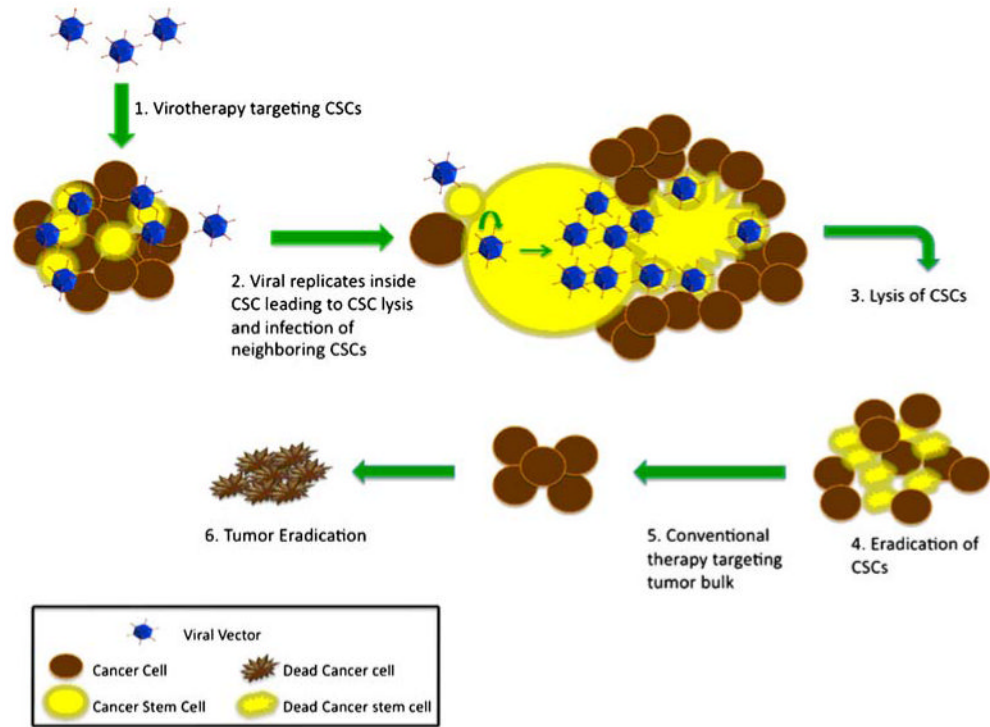 1. Virotherapy targeting CSCs
2. Viral replicates inside
CSC leading to CSC lysis
and infection of
neighboring CSCs
3. Lysis of CSCs
4. Eradication of
CSCs
5. Conventional
therapy targeting
tumor bulk
6. Tumor Eradication
Viral Vector
Cancer Cell
Dead Cancer cell
Cancer Stem Cell
Dead Cancer stem cell